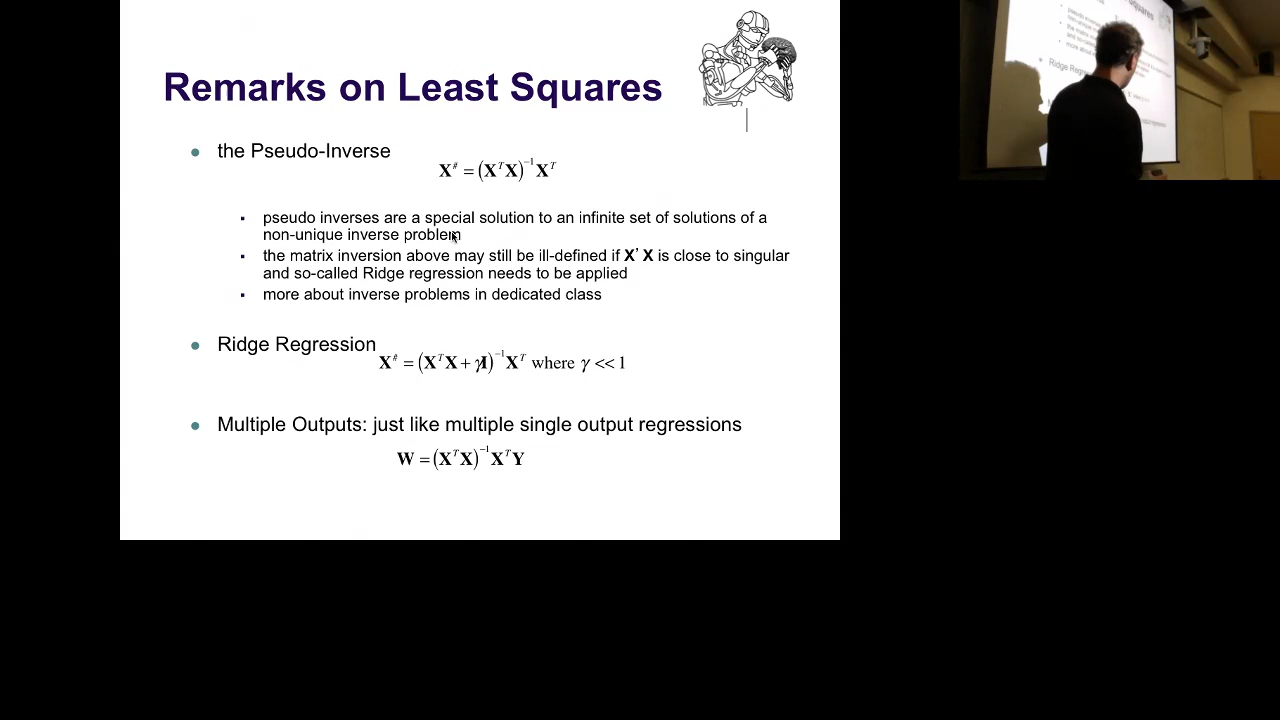 Remarks on Least Squares
the Pseudo-Inverse
X# = (XᵀX)⁻¹Xᵀ
pseudo inverses are a special solution to an infinite set of solutions of a
non-unique inverse problem
the matrix inversion above may still be ill-defined if X’X is close to singular
and so-called Ridge regression needs to be applied
more about inverse problems in dedicated class
Ridge Regression
X# = (XᵀX + γI)⁻¹Xᵀ where γ << 1
Multiple Outputs: just like multiple single output regressions
W = (XᵀX)⁻¹XᵀY
Ridge Regr